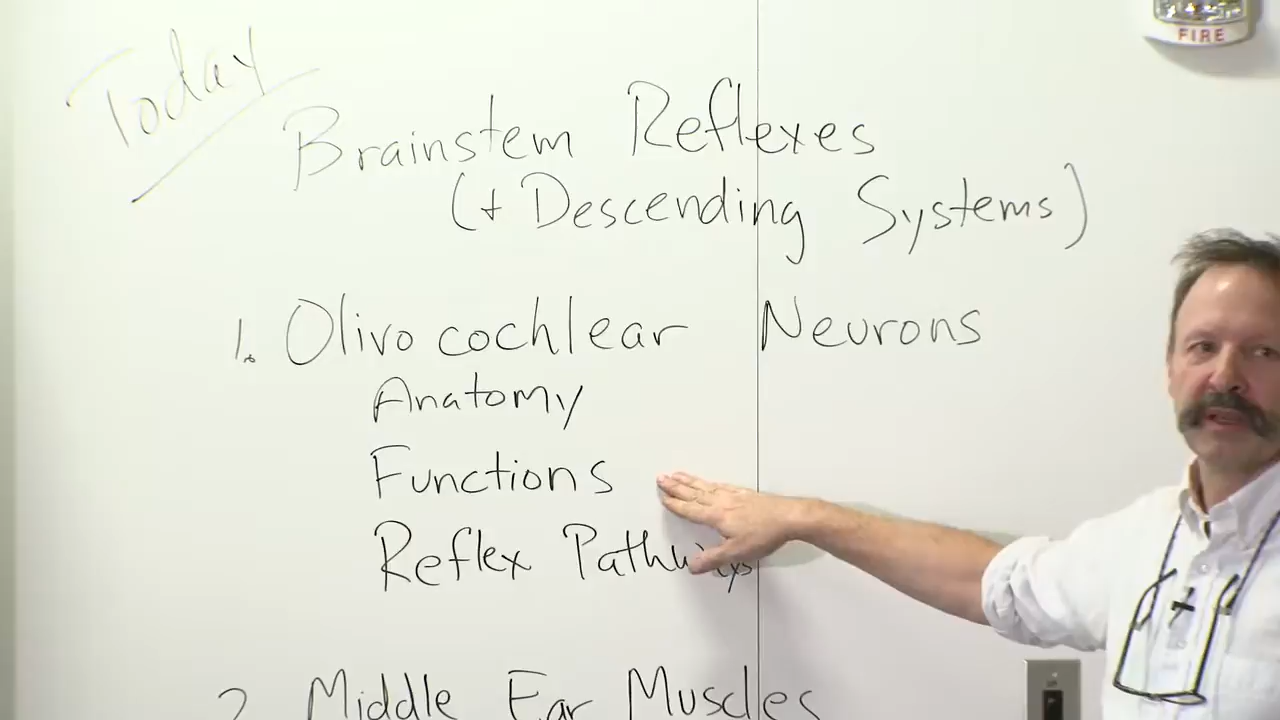 Today
Brainstem Reflexes
(+ Descending Systems)
1. Olivocochlear Neurons
Anatomy
Functions
Reflex Pathways
2. Middle Ear Muscles
FIRE